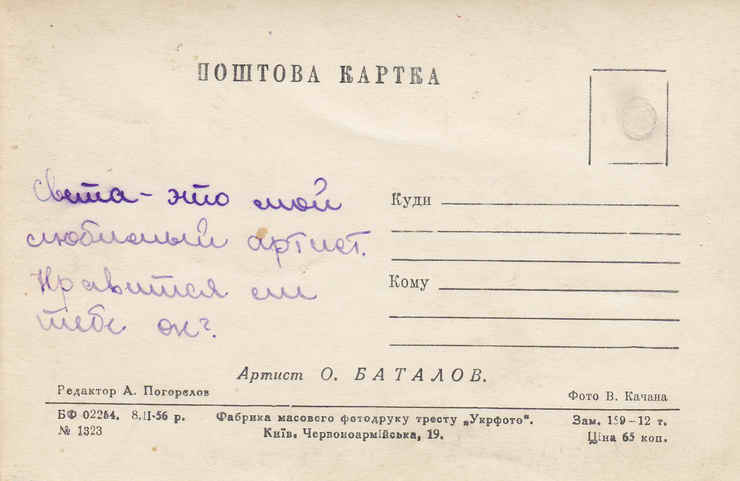 ПОШТОВА КАРТКА
Света - это мой
любимый артист.
Нравится ли
тебе он?
Куди
Кому
Артист О. БАТАЛОВ.
Редактор А. Погорєлов
Фото В. Качана
БФ 02264. 8.II-56 р. Фабрика масового фотодруку тресту „Укрфото". Зам. 159-12 т.
№ 1323 Київ, Червоноармійська, 19. Ціна 65 коп.